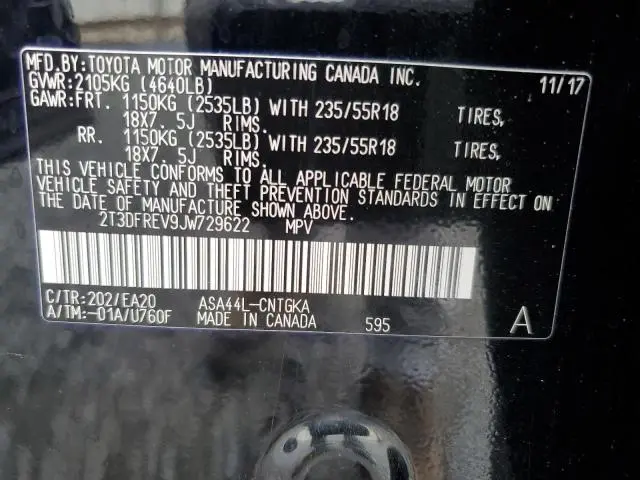 MFD.BY:TOYOTA MOTOR MANUFACTURING CANADA INC.
GVWR:2105KG (4640LB) 11/17
GAWR:FRT. 1150KG (2535LB) WITH 235/55R18 TIRES,
18X7. 5J RIMS.
RR. 1150KG (2535LB) WITH 235/55R18 TIRES,
18X7. 5J RIMS.
THIS VEHICLE CONFORMS TO ALL APPLICABLE FEDERAL MOTOR
VEHICLE SAFETY AND THEFT PREVENTION STANDARDS IN EFFECT ON
THE DATE OF MANUFACTURE SHOWN ABOVE.
2T3DFREV9JW729622 MPV
C/TR:202/EA20 ASA44L-CNTGKA
A/TM:-01A/U760F MADE IN CANADA 595 A